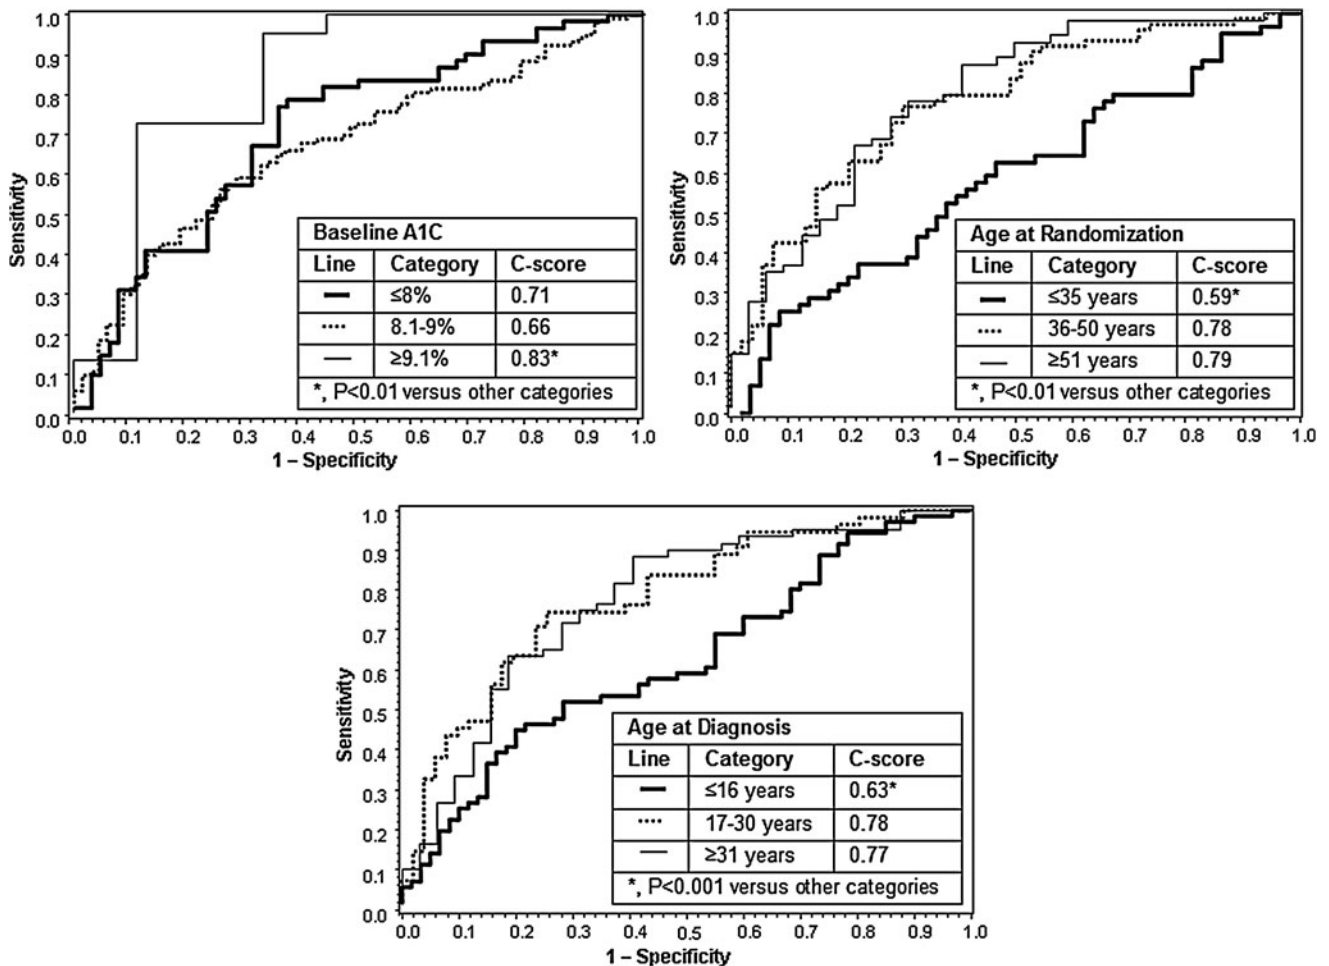 1.0
0.9
0.8
0.7
0.6
0.5
0.4
0.3
0.2
0.1
0.0
Sensitivity
0.0 0.1 0.2 0.3 0.4 0.5 0.6 0.7 0.8 0.9 1.0
1 – Specificity
Baseline A1C
Line Category C-score
≤8% 0.71
8.1-9% 0.66
≥9.1% 0.83*
*, P<0.01 versus other categories
1.0
0.9
0.8
0.7
0.6
0.5
0.4
0.3
0.2
0.1
0.0
Sensitivity
0.0 0.1 0.2 0.3 0.4 0.5 0.6 0.7 0.8 0.9 1.0
1 – Specificity
Age at Randomization
Line Category C-score
≤35 years 0.59*
36-50 years 0.78
≥51 years 0.79
*, P<0.01 versus other categories
1.0
0.9
0.8
0.7
0.6
0.5
0.4
0.3
0.2
0.1
0.0
Sensitivity
0.0 0.1 0.2 0.3 0.4 0.5 0.6 0.7 0.8 0.9 1.0
1 – Specificity
Age at Diagnosis
Line Category C-score
≤16 years 0.63*
17-30 years 0.78
≥31 years 0.77
*, P<0.001 versus other categories